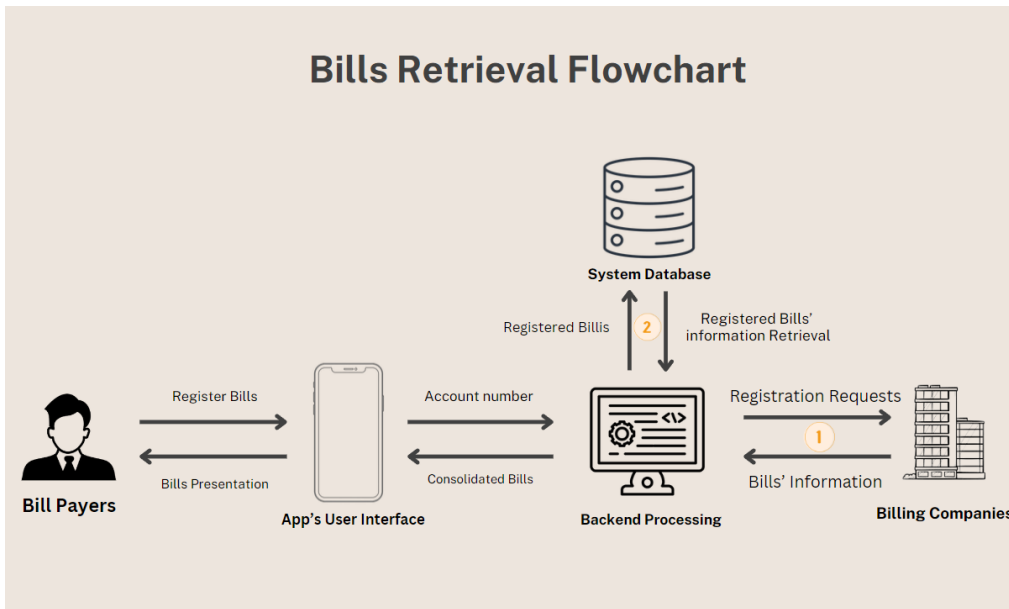 Bills Retrieval Flowchart
System Database
Registered Billis
2
Registered Bills'
information Retrieval
Register Bills
Account number
Registration Requests
1
Bills Presentation
Consolidated Bills
Bills' Information
Bill Payers
App's User Interface
Backend Processing
Billing Companies